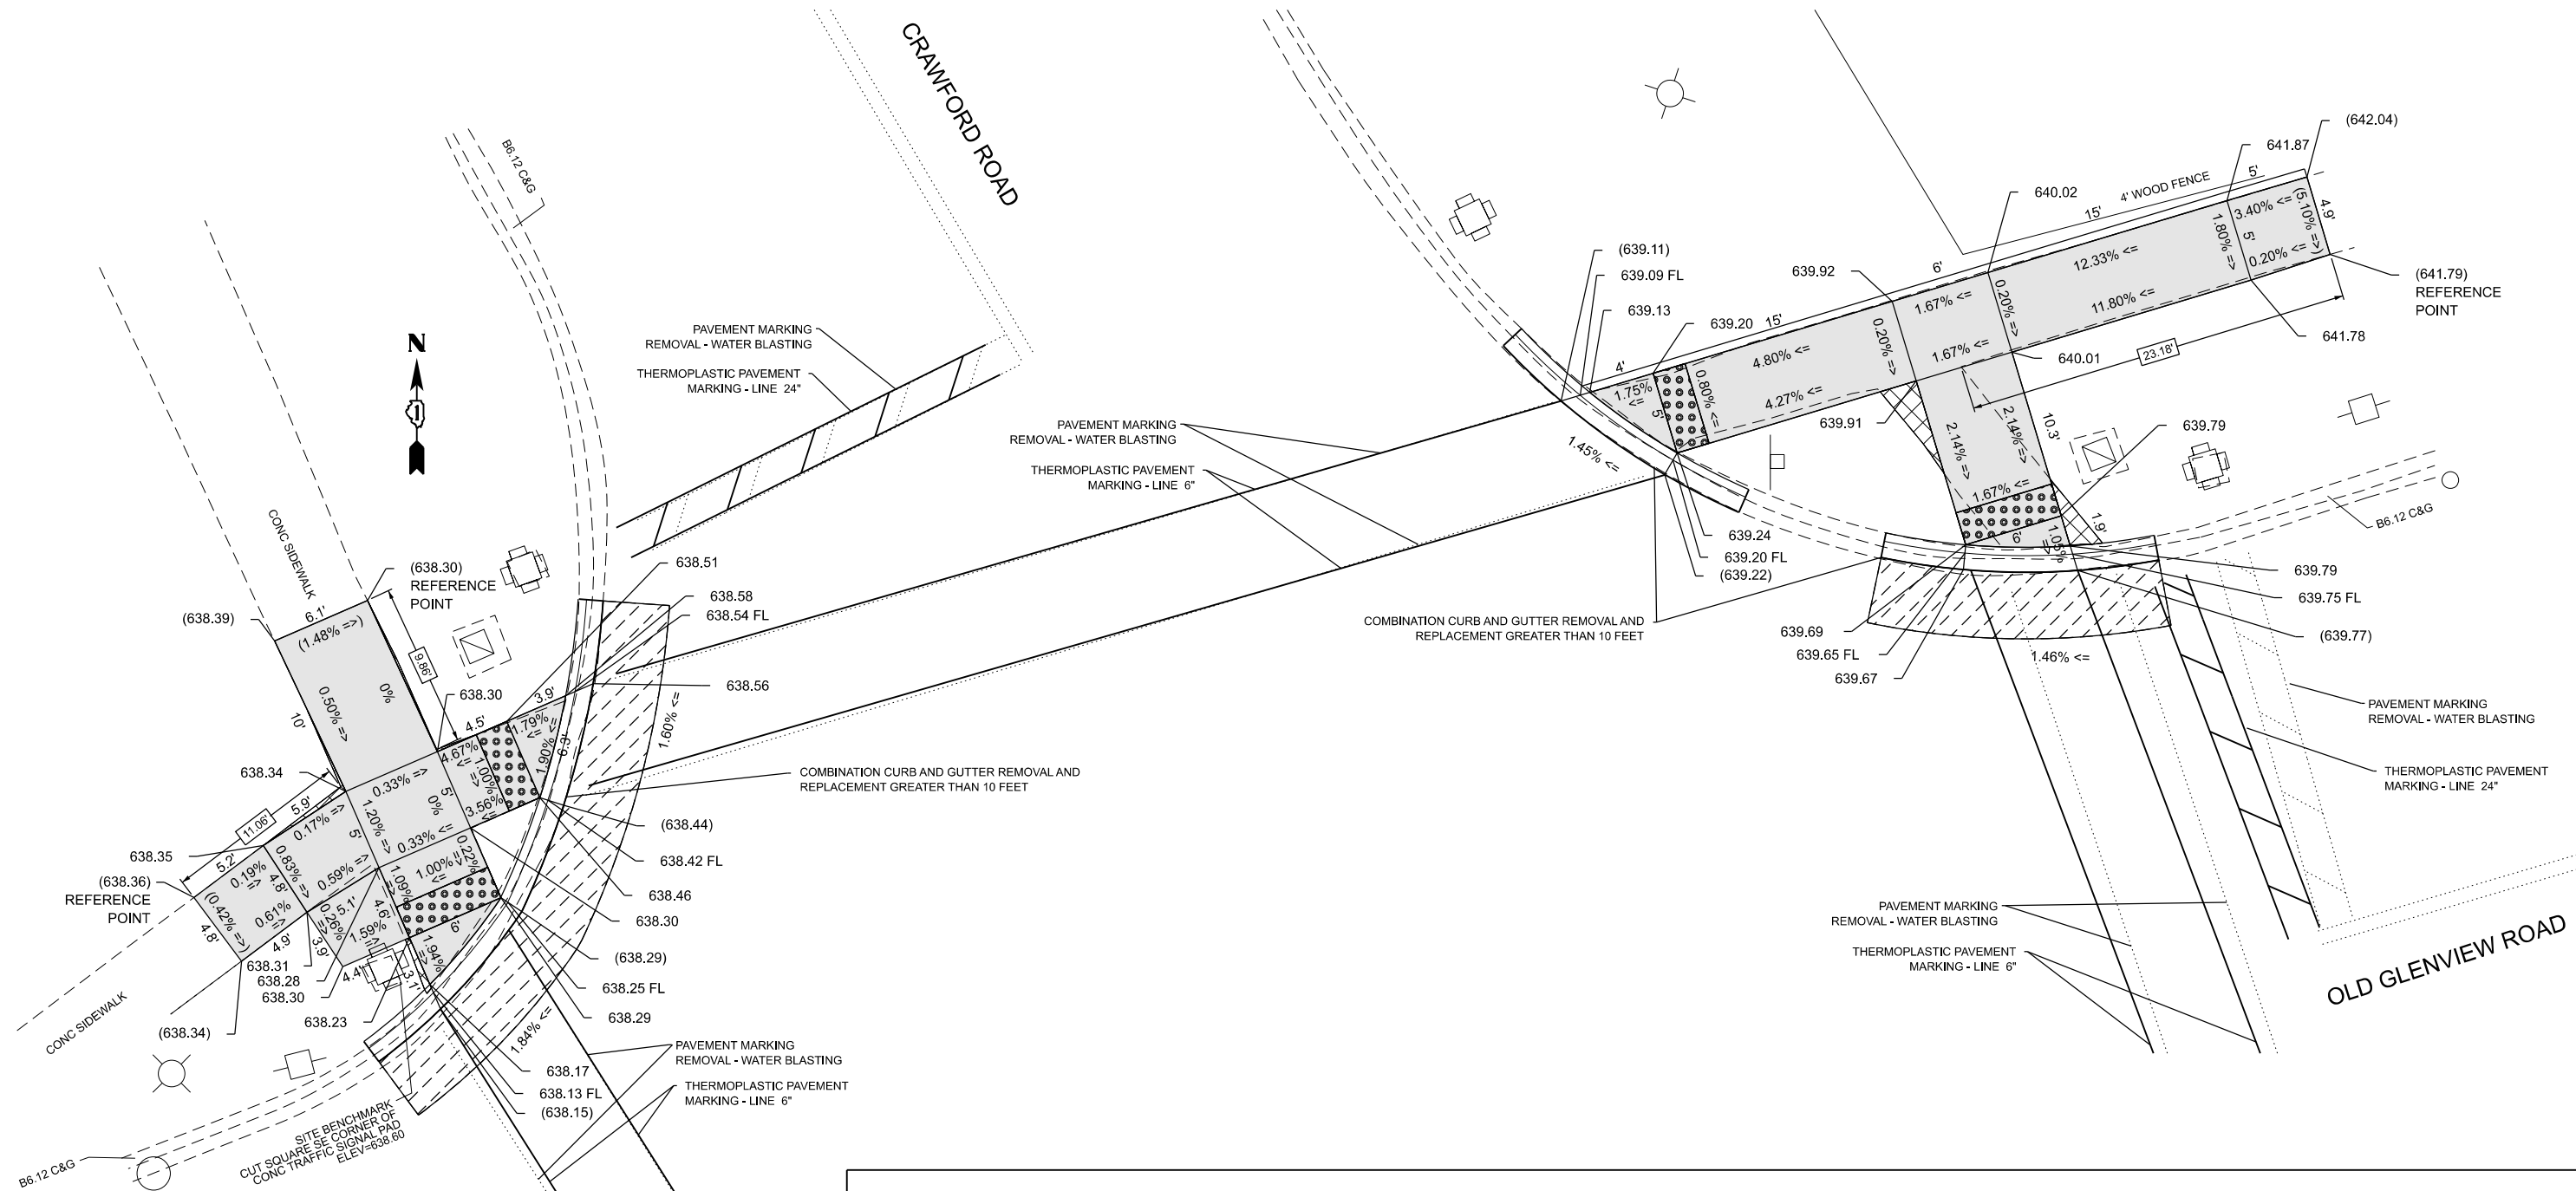 CRAWFORD ROAD
B6.12 C&G
N
1
PAVEMENT MARKING
REMOVAL - WATER BLASTING
THERMOPLASTIC PAVEMENT
MARKING - LINE 24"
PAVEMENT MARKING
REMOVAL - WATER BLASTING
THERMOPLASTIC PAVEMENT
MARKING - LINE 6"
(642.04)
641.87
5'
4' WOOD FENCE
15'
640.02
3.40% <=
(5.10% =>)
4.9'
1.80% =>
5'
0.20% <=
12.33% <=
11.80% <=
(641.79)
REFERENCE
POINT
641.78
23.18'
640.01
6'
639.92
1.67% <=
0.20% =>
0.20% =>
1.67% <=
(639.11)
639.09 FL
639.13
639.20
15'
4'
4.80% <=
4.27% <=
1.75%
<=
5'
0.80% <=
1.45% <=
639.91
2.14% =>
2.14% =>
10.3'
639.79
1.67% <=
6'
1.05%
=>
1.9'
B6.12 C&G
639.24
639.20 FL
(639.22)
COMBINATION CURB AND GUTTER REMOVAL AND
REPLACEMENT GREATER THAN 10 FEET
639.69
639.65 FL
639.67
1.46% <=
639.79
639.75 FL
(639.77)
PAVEMENT MARKING
REMOVAL - WATER BLASTING
THERMOPLASTIC PAVEMENT
MARKING - LINE 24"
PAVEMENT MARKING
REMOVAL - WATER BLASTING
THERMOPLASTIC PAVEMENT
MARKING - LINE 6"
OLD GLENVIEW ROAD
CONC SIDEWALK
(638.30)
REFERENCE
POINT
(638.39)
6.1'
(1.48% =>)
9.86'
0.50% =>
0%
10'
638.30
638.51
638.58
638.54 FL
638.56
4.5'
3.9'
4.67%
<=
1.79%
<=
1.00%
=>
1.90% <=
6.3'
3.56%
<=
1.60% <=
COMBINATION CURB AND GUTTER REMOVAL AND
REPLACEMENT GREATER THAN 10 FEET
638.34
0.33% =>
5'
0%
1.20% =>
0.33% <=
5.9'
11.06'
0.17% =>
5'
638.35
5.2'
0.83% =>
4.8'
0.59% =>
0.19%
=>
(638.36)
REFERENCE
POINT
(0.42% =>)
0.61%
=>
4.8'
4.9'
5.1'
0.26%
=>
3.9'
1.59%
=>
4.4'
4.6'
1.09%
=>
1.00%
<=
0.22%
=>
6'
1.94%
=>
3.1'
(638.44)
638.42 FL
638.46
638.30
(638.29)
638.25 FL
638.29
1.84% <=
638.31
638.28
638.30
638.23
(638.34)
CONC SIDEWALK
638.17
638.13 FL
(638.15)
PAVEMENT MARKING
REMOVAL - WATER BLASTING
THERMOPLASTIC PAVEMENT
MARKING - LINE 6"
SITE BENCHMARK
CUT SQUARE SE CORNER OF
CONC TRAFFIC SIGNAL PAD
ELEV=638.60
B6.12 C&G